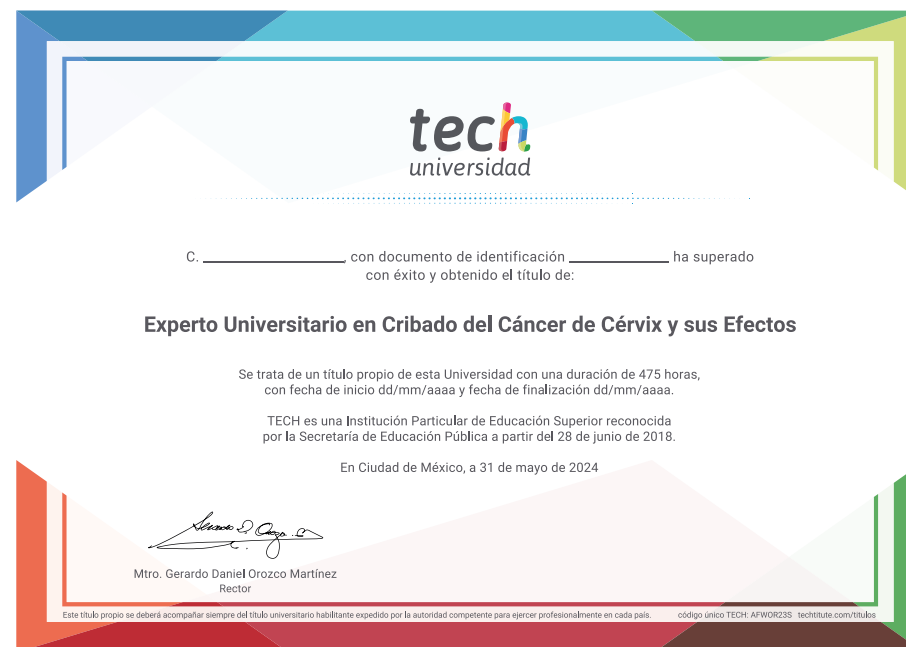 tech
universidad
C. , con documento de identificación ha superado
con éxito y obtenido el título de:
Experto Universitario en Cribado del Cáncer de Cérvix y sus Efectos
Se trata de un título propio de esta Universidad con una duración de 475 horas,
con fecha de inicio dd/mm/aaaa y fecha de finalización dd/mm/aaaa.
TECH es una Institución Particular de Educación Superior reconocida
por la Secretaría de Educación Pública a partir del 28 de junio de 2018.
En Ciudad de México, a 31 de mayo de 2024
Mtro. Gerardo Daniel Orozco Martínez
Rector
Este título propio se deberá acompañar siempre del título universitario habilitante expedido por la autoridad competente para ejercer profesionalmente en cada país. código único TECH: AFWOR23S techtitute.com/titulos